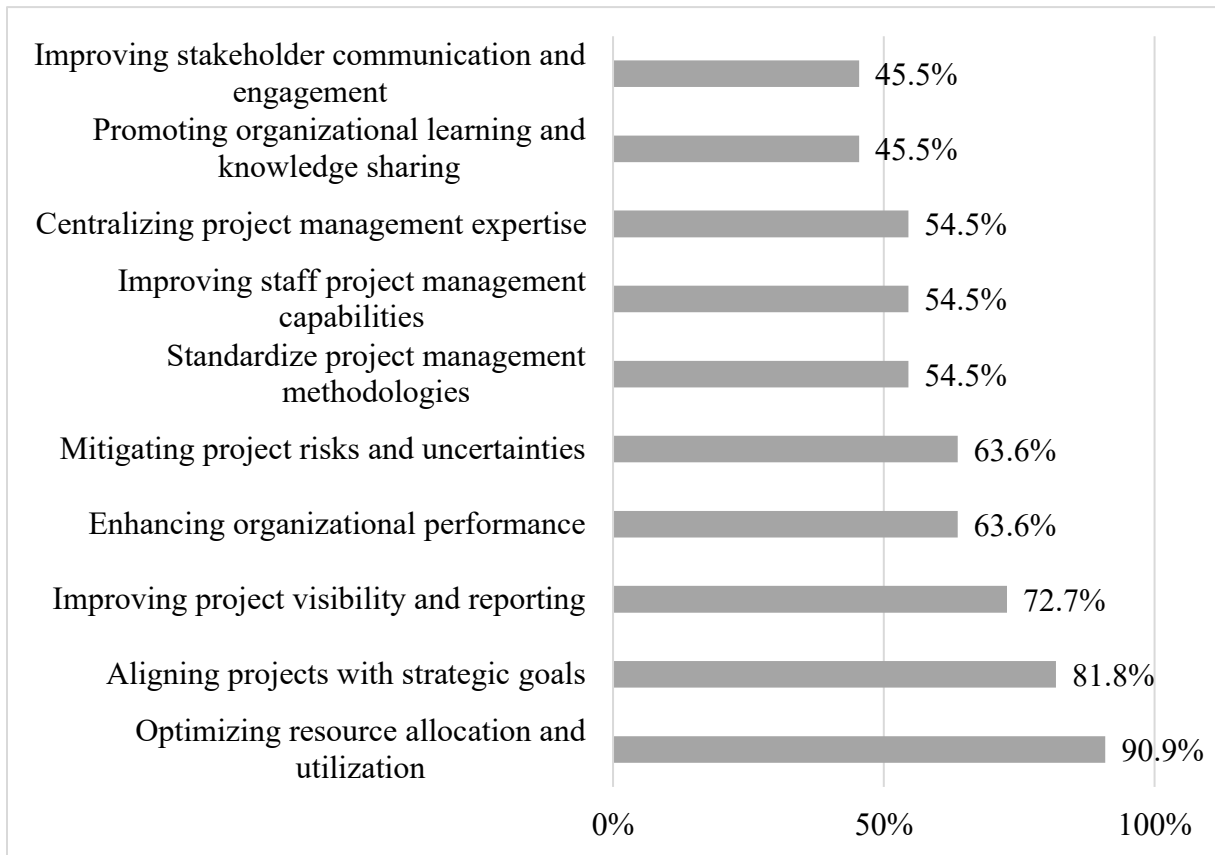 Improving stakeholder communication and
engagement
45.5%
Promoting organizational learning and
knowledge sharing
45.5%
Centralizing project management expertise
54.5%
Improving staff project management
capabilities
54.5%
Standardize project management
methodologies
54.5%
Mitigating project risks and uncertainties
63.6%
Enhancing organizational performance
63.6%
Improving project visibility and reporting
72.7%
Aligning projects with strategic goals
81.8%
Optimizing resource allocation and
utilization
90.9%
0%
50%
100%